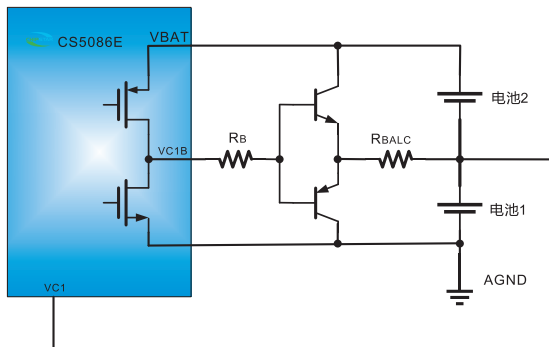 CS5086E
VBAT
电池2
VC1B
RB
RBALC
电池1
AGND
VC1